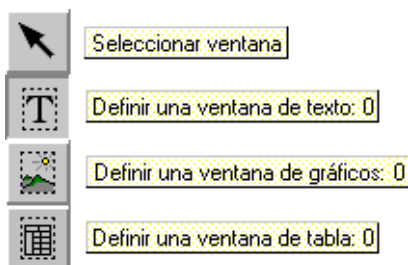 Seleccionar ventana
T Definir una ventana de texto: 0
Definir una ventana de gráficos: 0
Definir una ventana de tabla: 0